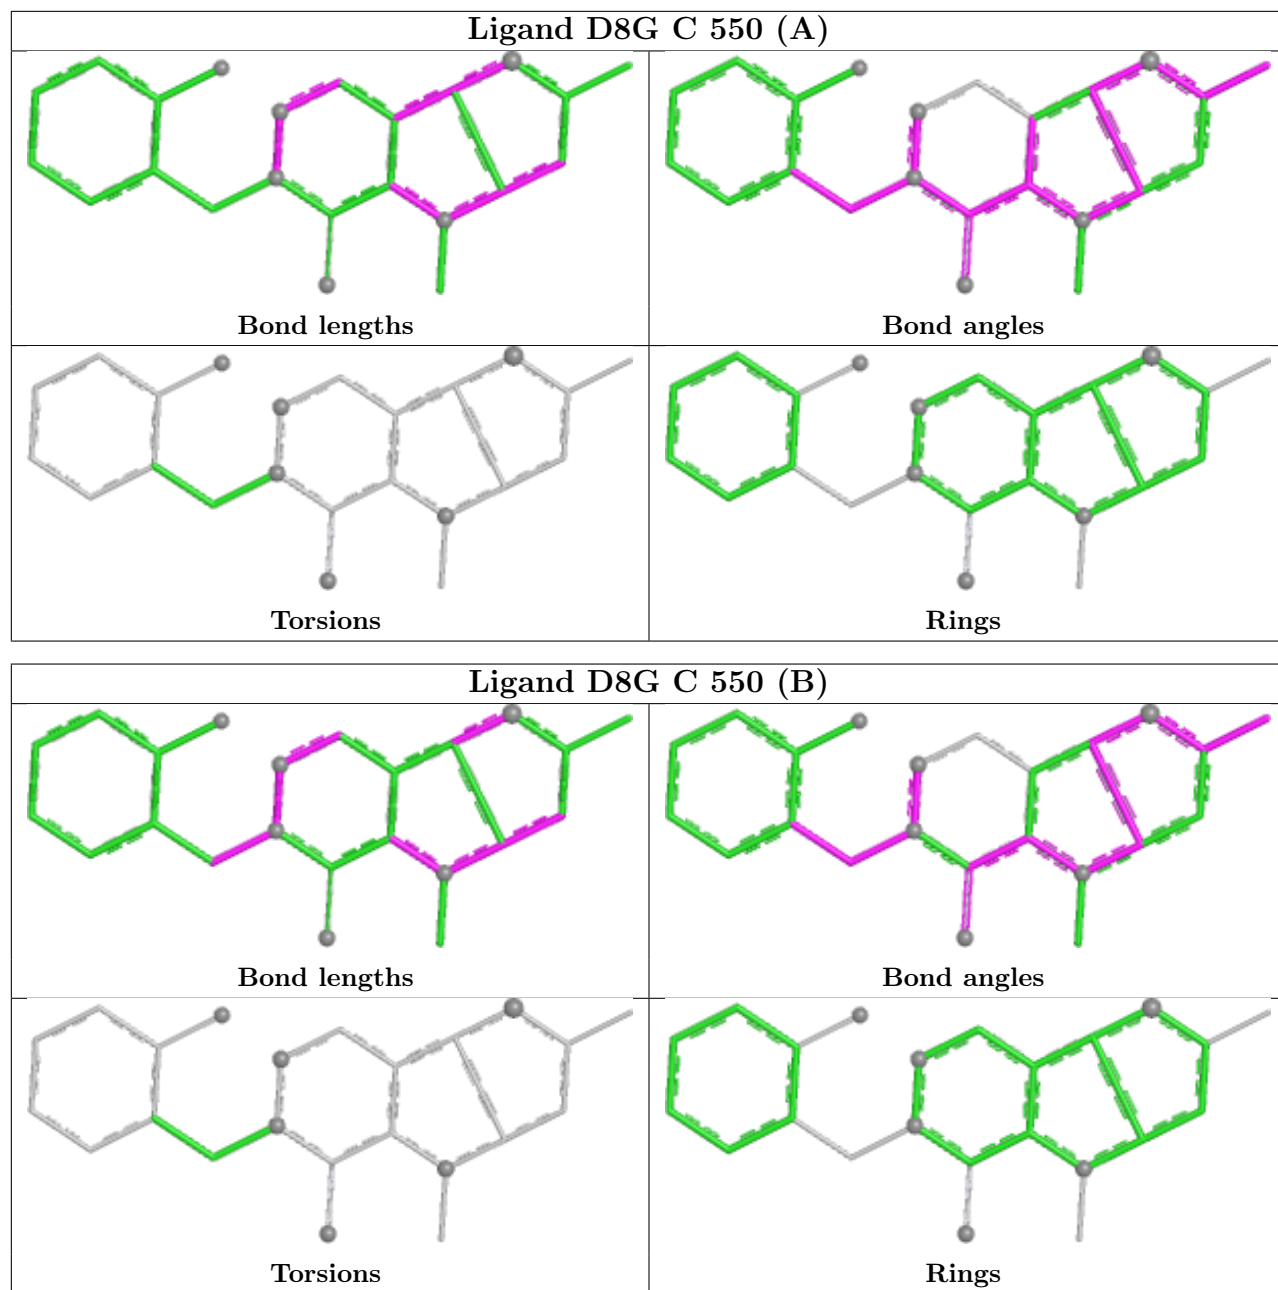 Ligand D8G C 550 (A)
Bond lengths
Bond angles
Torsions
Rings
Ligand D8G C 550 (B)
Bond lengths
Bond angles
Torsions
Rings